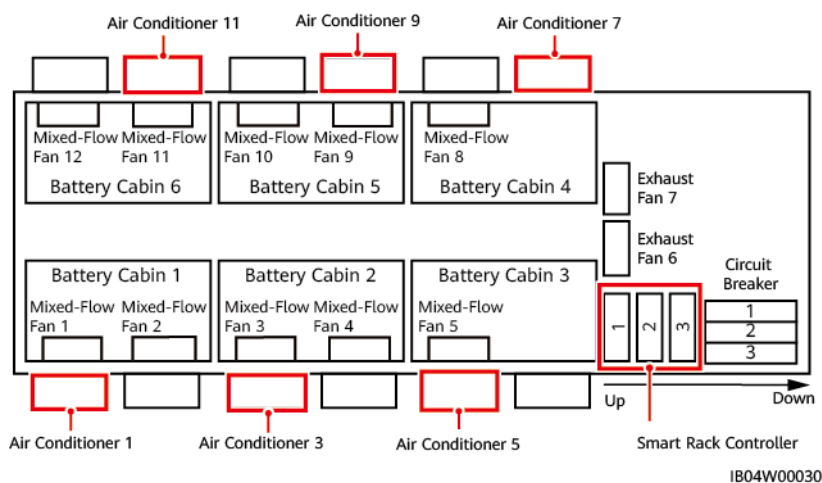 Air Conditioner 11
Air Conditioner 9
Air Conditioner 7
Mixed-Flow
Fan 12
Mixed-Flow
Fan 11
Mixed-Flow
Fan 10
Mixed-Flow
Fan 9
Mixed-Flow
Fan 8
Battery Cabin 6
Battery Cabin 5
Battery Cabin 4
Exhaust
Fan 7
Exhaust
Fan 6
Battery Cabin 1
Battery Cabin 2
Battery Cabin 3
Mixed-Flow
Fan 1
Mixed-Flow
Fan 2
Mixed-Flow
Fan 3
Mixed-Flow
Fan 4
Mixed-Flow
Fan 5
1
2
3
Circuit
Breaker
1
2
3
Up
Down
Air Conditioner 1
Air Conditioner 3
Air Conditioner 5
Smart Rack Controller
IB04W00030